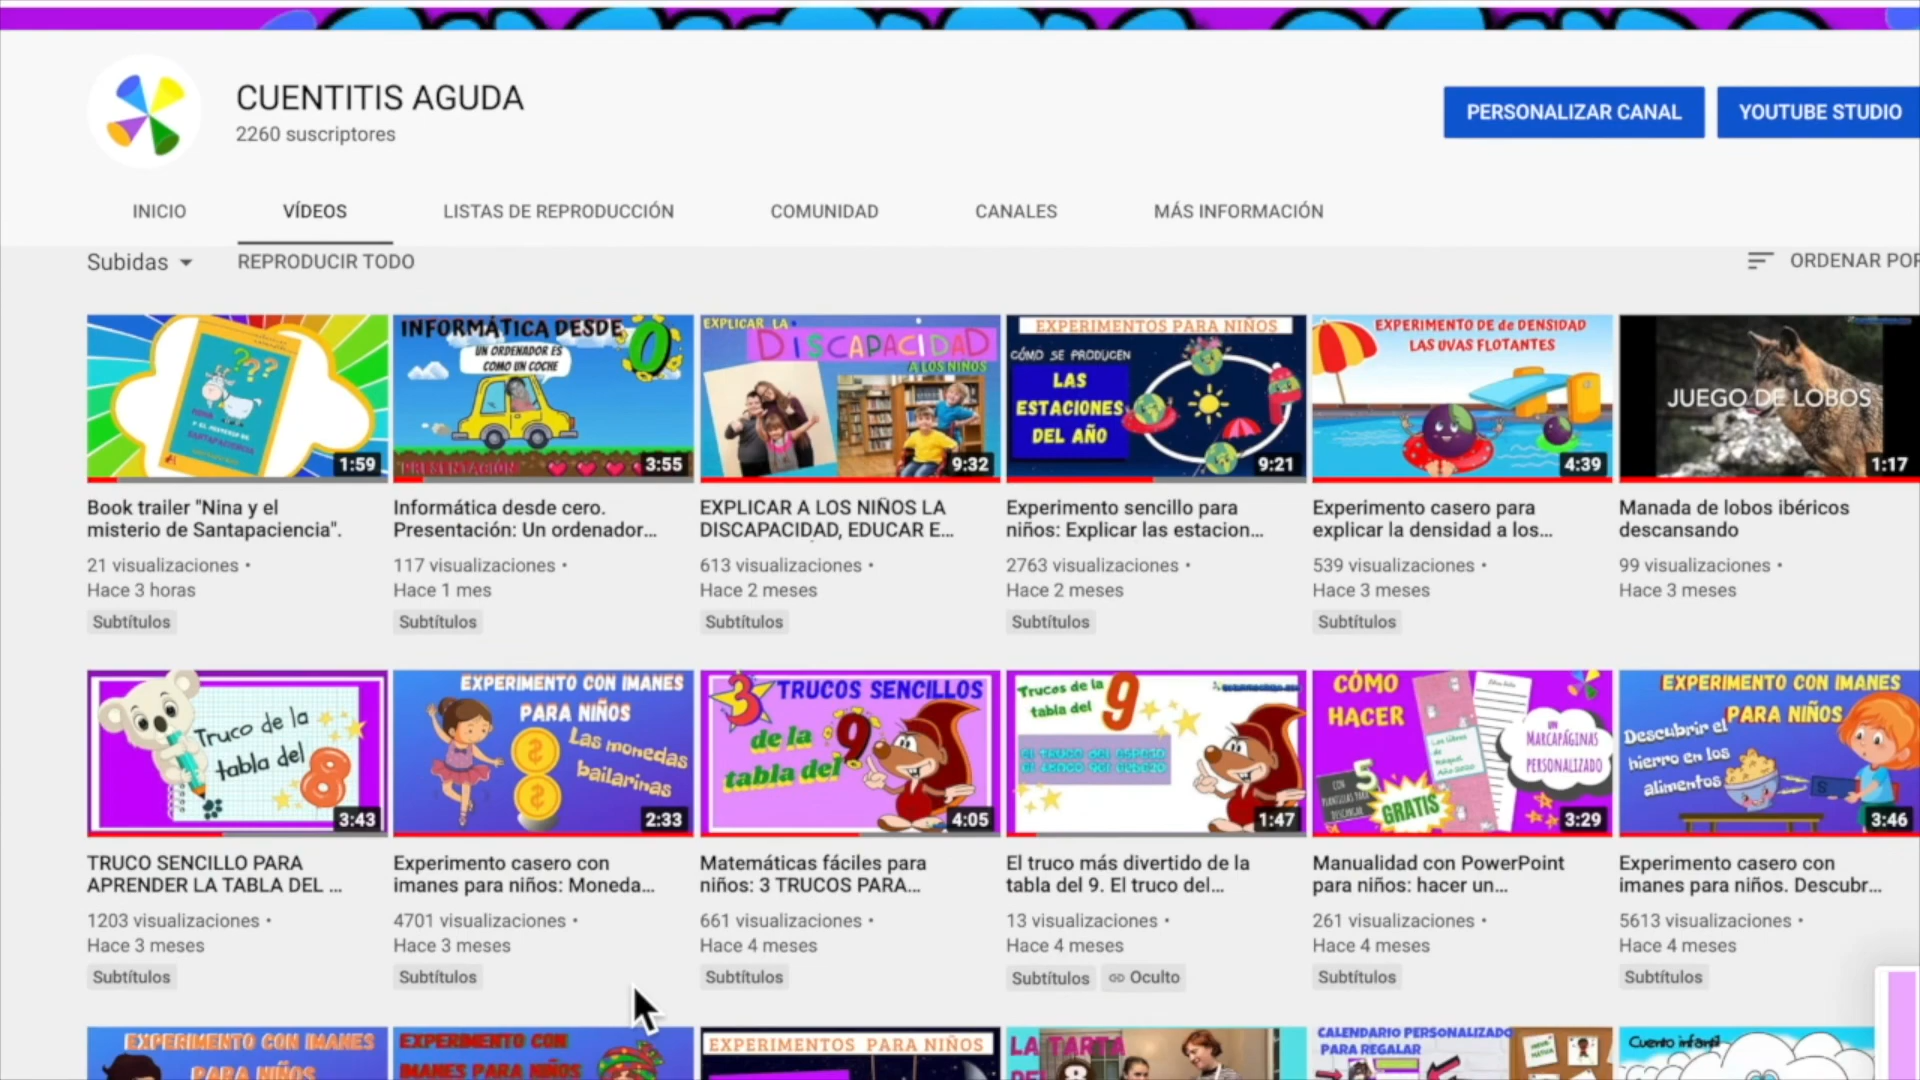 CUENTITIS AGUDA
2260 suscriptores
PERSONALIZAR CANAL
YOUTUBE STUDIO
INICIO
VÍDEOS
LISTAS DE REPRODUCCIÓN
COMUNIDAD
CANALES
MÁS INFORMACIÓN
Subidas
REPRODUCIR TODO
ORDENAR POR
???
SANTAPACIENCIA
1:59
INFORMÁTICA DESDE 0
UN ORDENADOR ES
COMO UN COCHE
PRESENTACIÓN
3:55
EXPLICAR LA
DISCAPACIDAD
A LOS NIÑOS
9:32
EXPERIMENTOS PARA NIÑOS
CÓMO SE PRODUCEN
LAS
ESTACIONES
DEL AÑO
9:21
EXPERIMENTO DE de DENSIDAD
LAS UVAS FLOTANTES
4:39
JUEGO DE LOBOS
1:17
Book trailer "Nina y el
misterio de Santapaciencia".
21 visualizaciones •
Hace 3 horas
Subtítulos
Informática desde cero.
Presentación: Un ordenador...
117 visualizaciones •
Hace 1 mes
Subtítulos
EXPLICAR A LOS NIÑOS LA
DISCAPACIDAD, EDUCAR E...
613 visualizaciones •
Hace 2 meses
Subtítulos
Experimento sencillo para
niños: Explicar las estacion...
2763 visualizaciones •
Hace 2 meses
Subtítulos
Experimento casero para
explicar la densidad a los...
539 visualizaciones •
Hace 3 meses
Subtítulos
Manada de lobos ibéricos
descansando
99 visualizaciones •
Hace 3 meses
Truco de la
tabla del 8
3:43
EXPERIMENTO CON IMANES
PARA NIÑOS
Las monedas
bailarinas
2:33
3 TRUCOS SENCILLOS
de la
tabla del 9
4:05
Trucos de la
tabla del 9
1:47
CÓMO
HACER
UN
MARCAPÁGINAS
PERSONALIZADO
CON
5
PLANTILLAS PARA
DESCARGAR
GRATIS
3:29
EXPERIMENTO CON IMANES
PARA NIÑOS
Descubrir el
hierro en los
alimentos
3:46
TRUCO SENCILLO PARA
APRENDER LA TABLA DEL ...
1203 visualizaciones •
Hace 3 meses
Subtítulos
Experimento casero con
imanes para niños: Moneda...
4701 visualizaciones •
Hace 3 meses
Subtítulos
Matemáticas fáciles para
niños: 3 TRUCOS PARA...
661 visualizaciones •
Hace 4 meses
Subtítulos
El truco más divertido de la
tabla del 9. El truco del...
13 visualizaciones •
Hace 4 meses
Subtítulos
Oculto
Manualidad con PowerPoint
para niños: hacer un...
261 visualizaciones •
Hace 4 meses
Subtítulos
Experimento casero con
imanes para niños. Descubr...
5613 visualizaciones •
Hace 4 meses
Subtítulos
EXPERIMENTO CON IMANES
PARA NIÑOS
EXPERIMENTO CON
IMANES PARA NIÑOS
EXPERIMENTOS PARA NIÑOS
LA TARTA
DEL
CALENDARIO PERSONALIZADO
PARA REGALAR
Cuento infantil